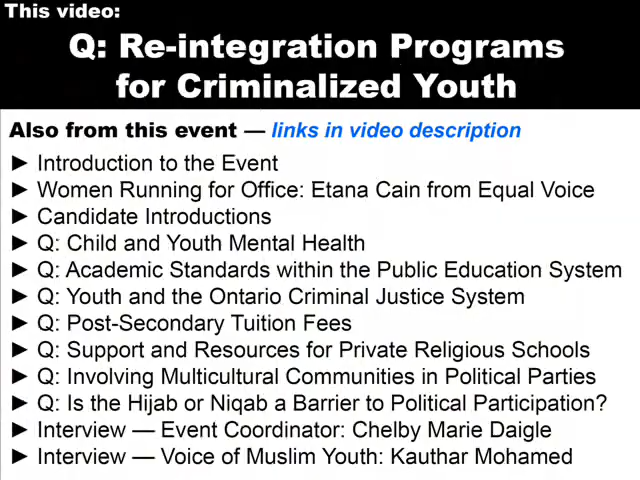 This video:
Q: Re-integration Programs
for Criminalized Youth
Also from this event — links in video description
► Introduction to the Event
► Women Running for Office: Etana Cain from Equal Voice
► Candidate Introductions
► Q: Child and Youth Mental Health
► Q: Academic Standards within the Public Education System
► Q: Youth and the Ontario Criminal Justice System
► Q: Post-Secondary Tuition Fees
► Q: Support and Resources for Private Religious Schools
► Q: Involving Multicultural Communities in Political Parties
► Q: Is the Hijab or Niqab a Barrier to Political Participation?
► Interview — Event Coordinator: Chelby Marie Daigle
► Interview — Voice of Muslim Youth: Kauthar Mohamed